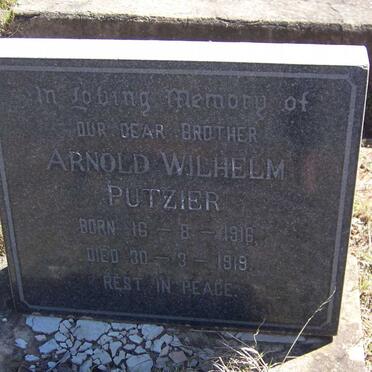 In Loving Memory of
OUR DEAR BROTHER
ARNOLD WILHELM
PUTZIER
BORN 16 - 8 - 1916.
DIED 30 - 3 - 1919.
REST IN PEACE.